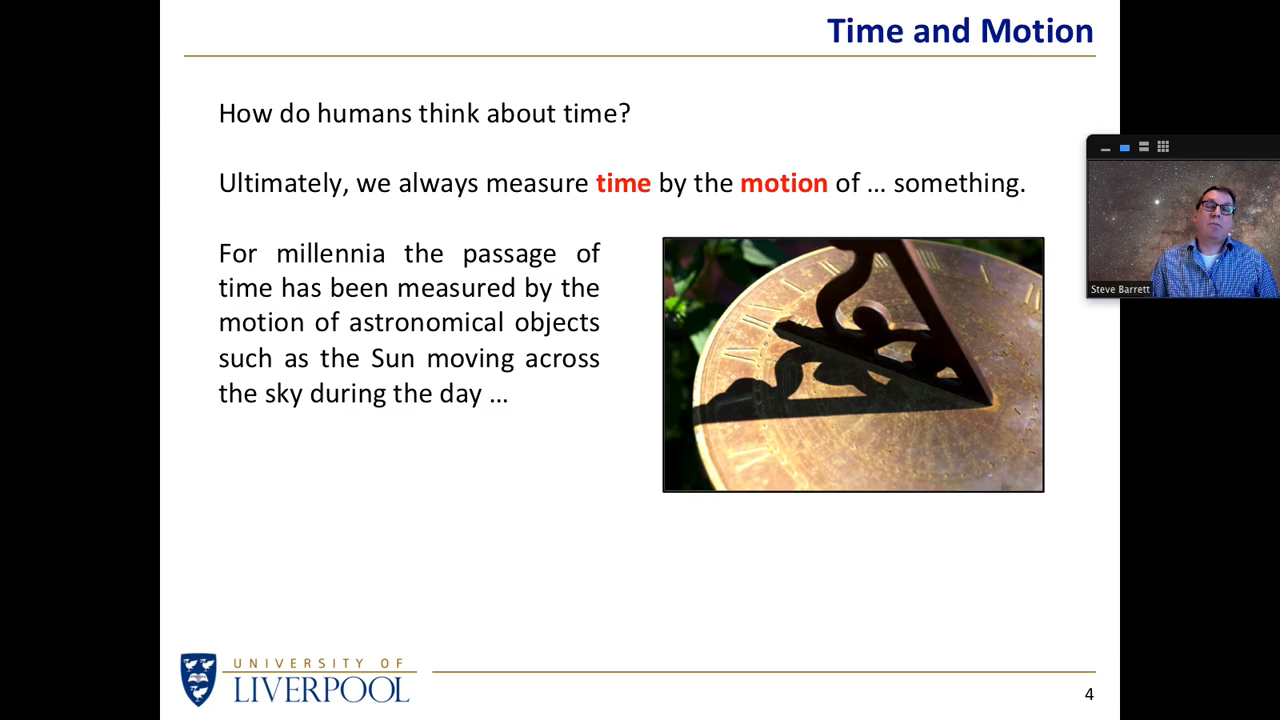 Time and Motion
How do humans think about time?
Ultimately, we always measure time by the motion of … something.
For millennia the passage of
time has been measured by the
motion of astronomical objects
such as the Sun moving across
the sky during the day …
Steve Barrett
UNIVERSITY OF
LIVERPOOL
4